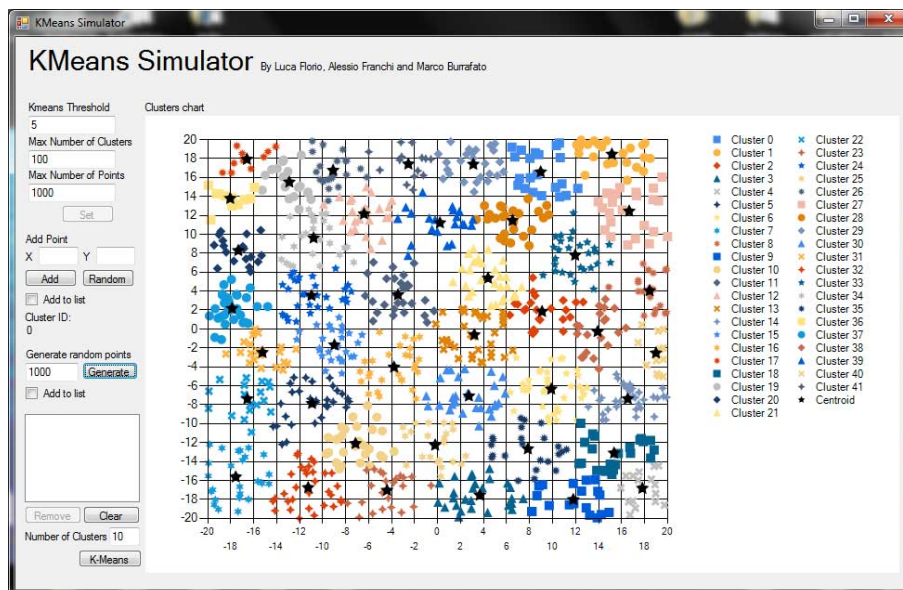 KMeans Simulator
KMeans Simulator By Luca Florio, Alessio Franchi and Marco Burrafato
Kmeans Threshold
5
Max Number of Clusters
100
Max Number of Points
1000
Set
Add Point
X Y
Add Random
Add to list
Cluster ID:
0
Generate random points
1000 Generate
Add to list
Remove Clear
Number of Clusters 10
K-Means
Clusters chart
20
18
16
14
12
10
8
6
4
2
0
-2
-4
-6
-8
-10
-12
-14
-16
-18
-20
-20 -16 -12 -8 -4 0 4 8 12 16 20
-18 -14 -10 -6 -2 2 6 10 14 18
Cluster 0
Cluster 1
Cluster 2
Cluster 3
Cluster 4
Cluster 5
Cluster 6
Cluster 7
Cluster 8
Cluster 9
Cluster 10
Cluster 11
Cluster 12
Cluster 13
Cluster 14
Cluster 15
Cluster 16
Cluster 17
Cluster 18
Cluster 19
Cluster 20
Cluster 21
Cluster 22
Cluster 23
Cluster 24
Cluster 25
Cluster 26
Cluster 27
Cluster 28
Cluster 29
Cluster 30
Cluster 31
Cluster 32
Cluster 33
Cluster 34
Cluster 35
Cluster 36
Cluster 37
Cluster 38
Cluster 39
Cluster 40
Cluster 41
Centroid